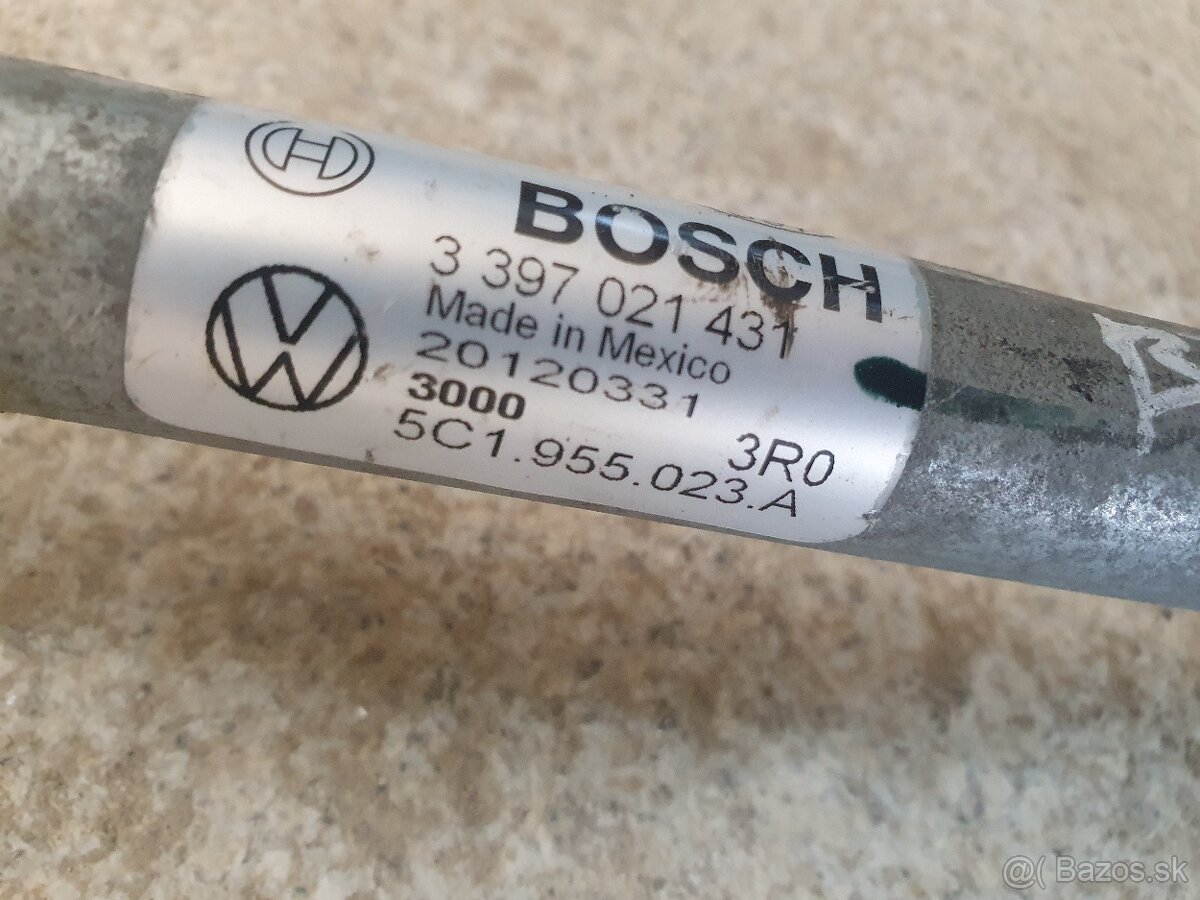 BOSCH
3 397 021 431
Made in Mexico
20120331
3000
3R0
5C1.955.023.A
@( Bazos.sk